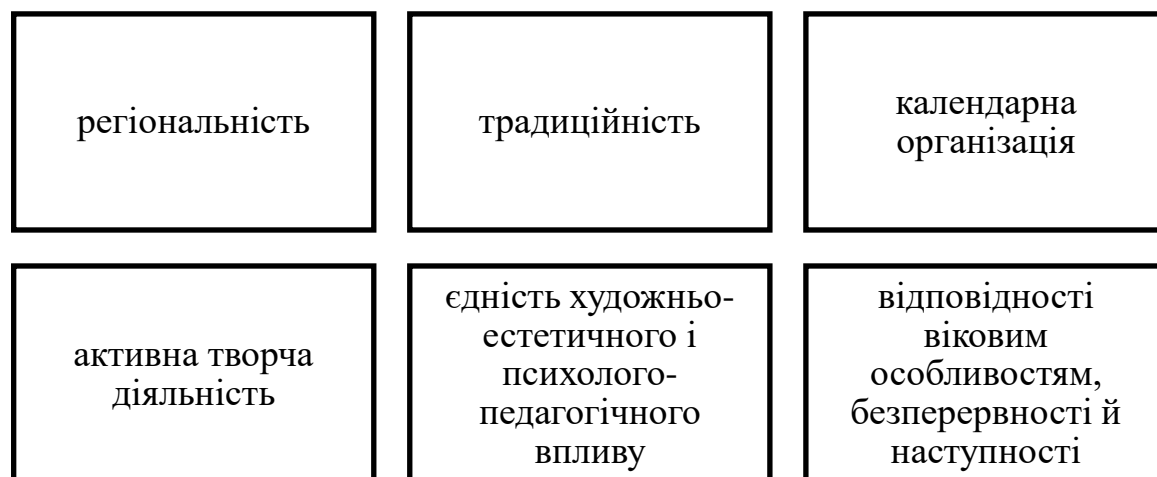 регіональність
традиційність
календарна
організація
активна творча
діяльність
єдність художньо-
естетичного і
психолого-
педагогічного
впливу
відповідності
віковим
особливостям,
безперервності й
наступності